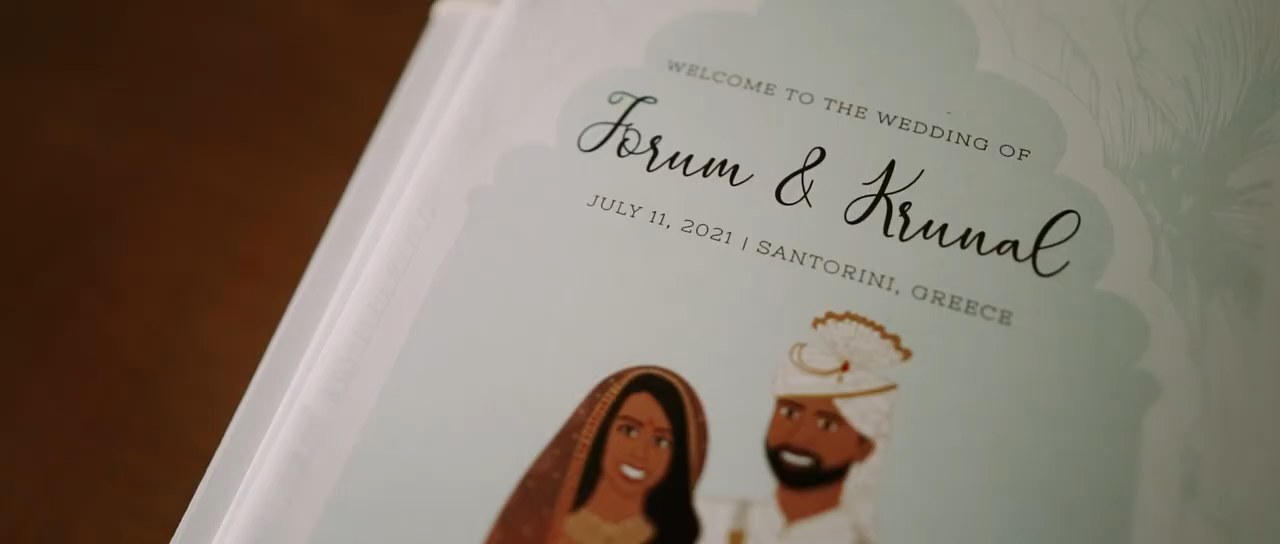 WELCOME TO THE WEDDING OF
Forum & Krunal
JULY 11, 2021 | SANTORINI, GREECE